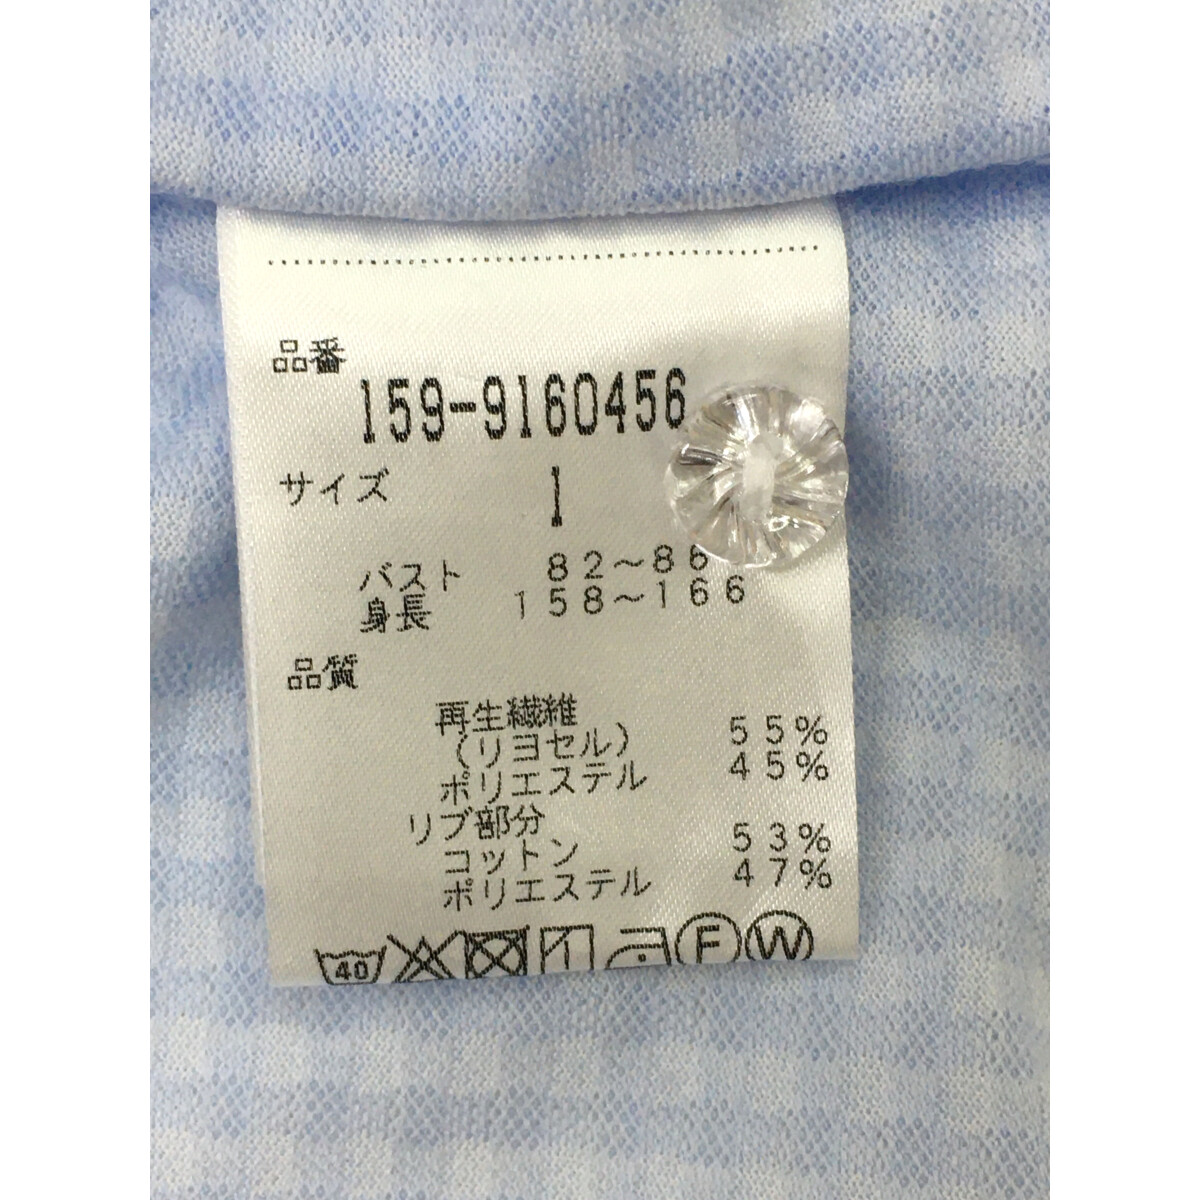 品番
159-9160456
サイズ 1
バスト 82～86
身長 158～166
品質
再生繊維
(リヨセル) 55%
ポリエステル 45%
リブ部分
コットン 53%
ポリエステル 47%
40 F W